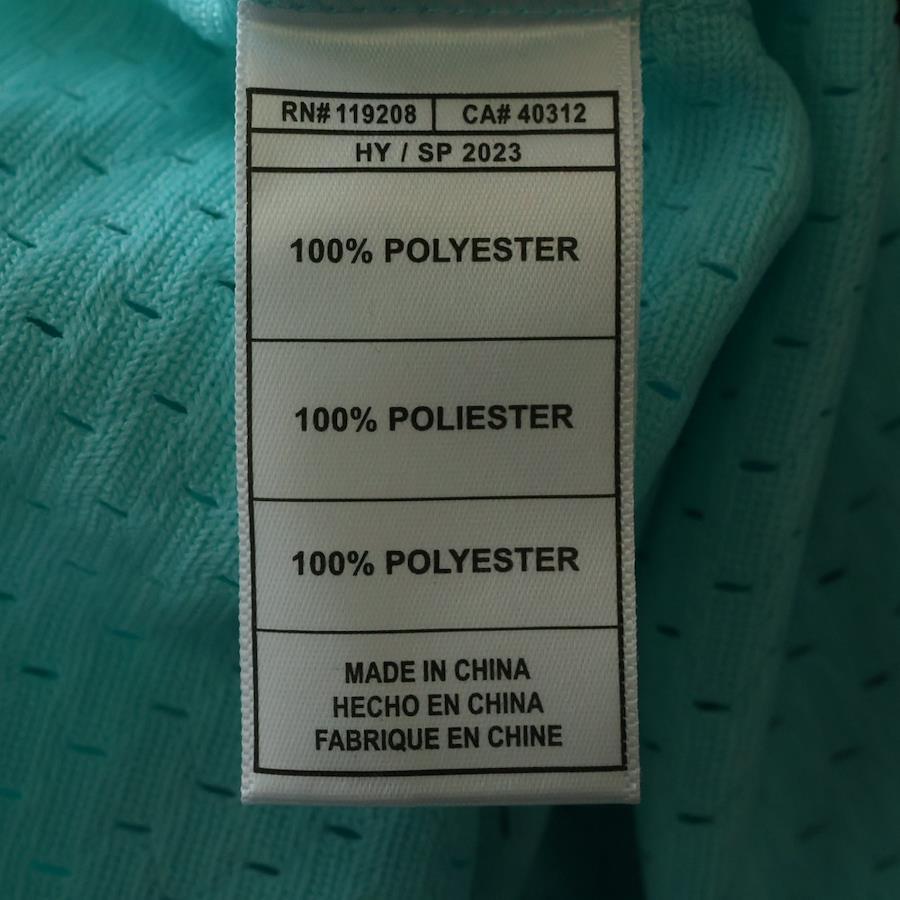 RN# 119208 CA# 40312
HY / SP 2023
100% POLYESTER
100% POLIESTER
100% POLYESTER
MADE IN CHINA
HECHO EN CHINA
FABRIQUE EN CHINE